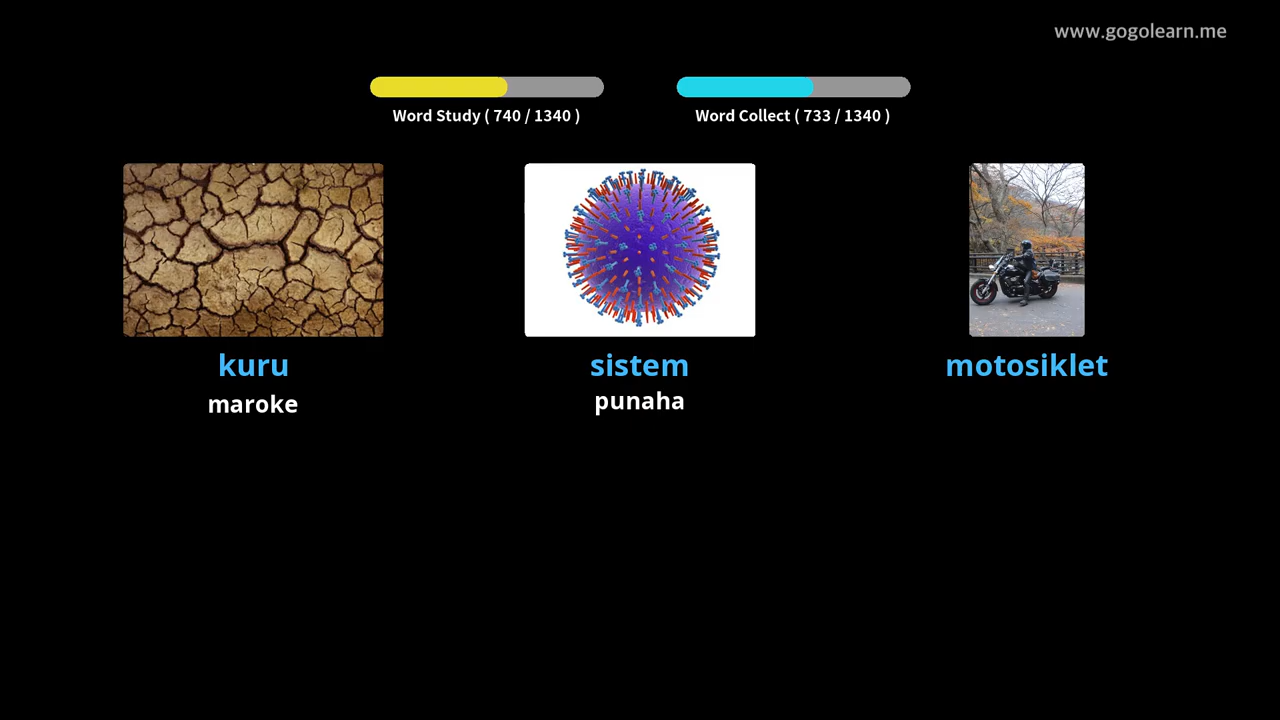 www.gogolearn.me
Word Study ( 740 / 1340 )
Word Collect ( 733 / 1340 )
kuru
maroke
sistem
punaha
motosiklet